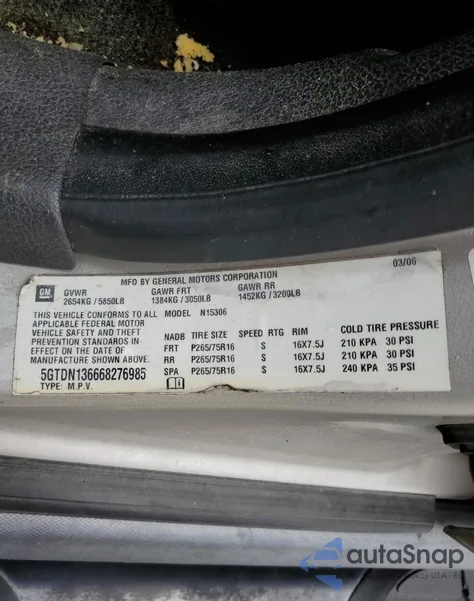 MFD BY GENERAL MOTORS CORPORATION 03/06
GM GVWR GAWR FRT GAWR RR
2654KG / 5850LB 1384KG / 3050LB 1452KG / 3200LB
THIS VEHICLE CONFORMS TO ALL MODEL N15306
APPLICABLE FEDERAL MOTOR
VEHICLE SAFETY AND THEFT
PREVENTION STANDARDS IN
EFFECT ON THE DATE OF
MANUFACTURE SHOWN ABOVE.
5GTDN136668276985
TYPE: M.P.V.
NADB TIRE SIZE SPEED RTG RIM COLD TIRE PRESSURE
FRT P265/75R16 S 16X7.5J 210 KPA 30 PSI
RR P265/75R16 S 16X7.5J 210 KPA 30 PSI
SPA P265/75R16 S 16X7.5J 240 KPA 35 PSI
autoSnap